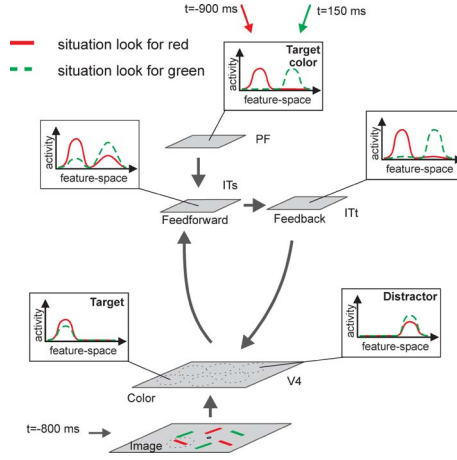 t=-900 ms
t=150 ms
situation look for red
situation look for green
Target
color
activity
feature-space
PF
activity
feature-space
activity
feature-space
ITs
Feedforward
Feedback
ITt
Target
activity
feature-space
Distractor
activity
feature-space
Color
V4
t=-800 ms
Image